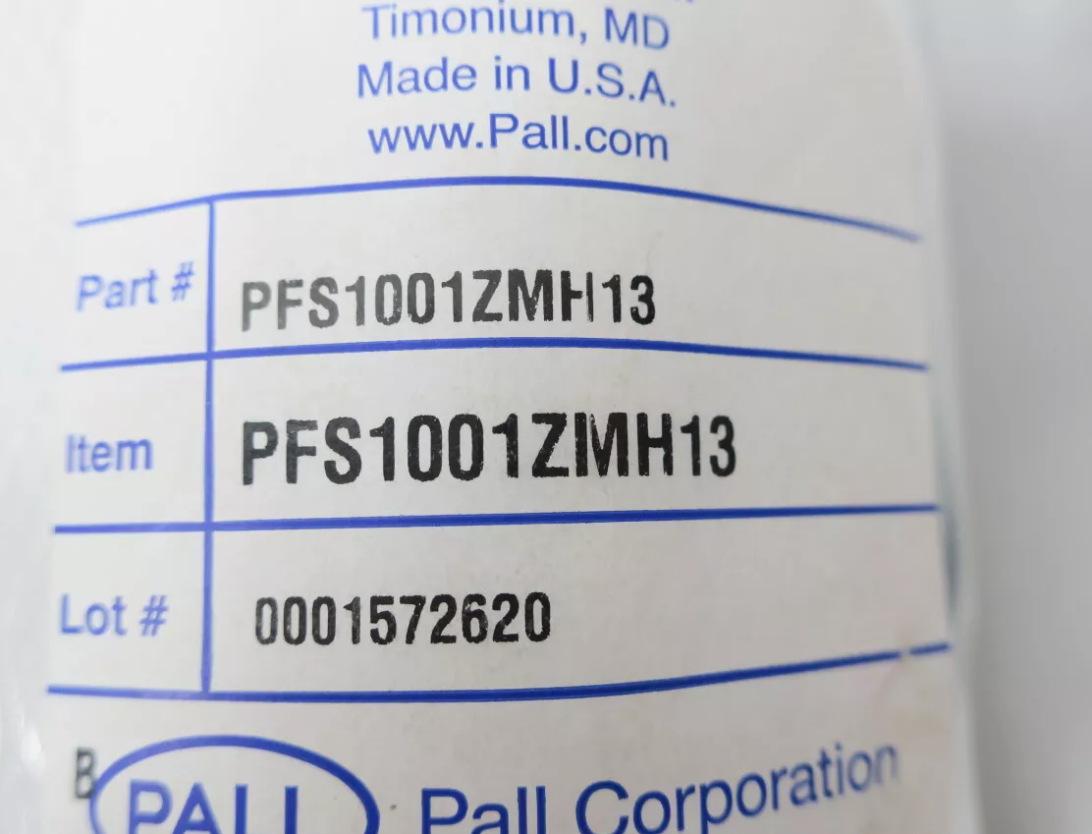 Timonium, MD
Made in U.S.A.
www.Pall.com
Part # PFS1001ZMH13
Item PFS1001ZMH13
Lot # 0001572620
B PALL Pall Corporation